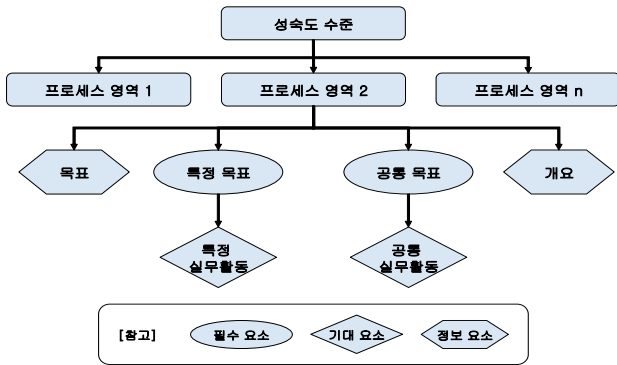 성숙도 수준
프로세스 영역 1
프로세스 영역 2
프로세스 영역 n
목표
특정 목표
공통 목표
개요
특정
실무활동
공통
실무활동
[참고]
필수 요소
기대 요소
정보 요소